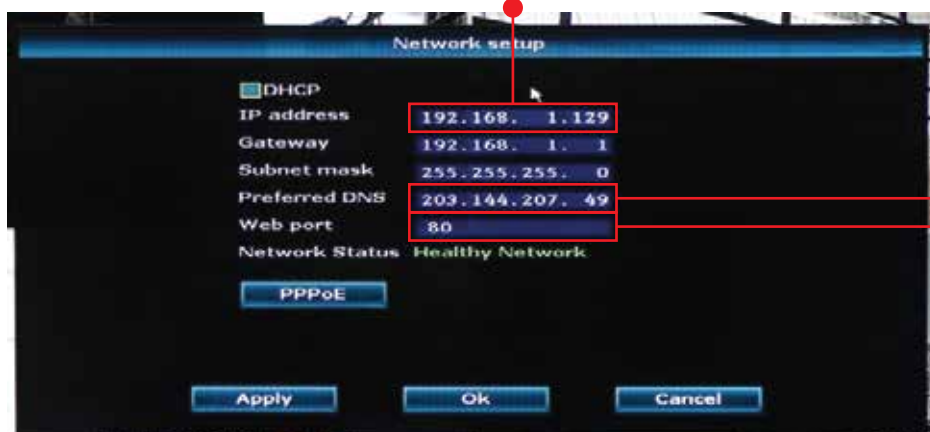 Network setup
DHCP
IP address 192.168. 1.129
Gateway 192.168. 1. 1
Subnet mask 255.255.255. 0
Preferred DNS 203.144.207. 49
Web port 80
Network Status Healthy Network
PPPoE
Apply Ok Cancel